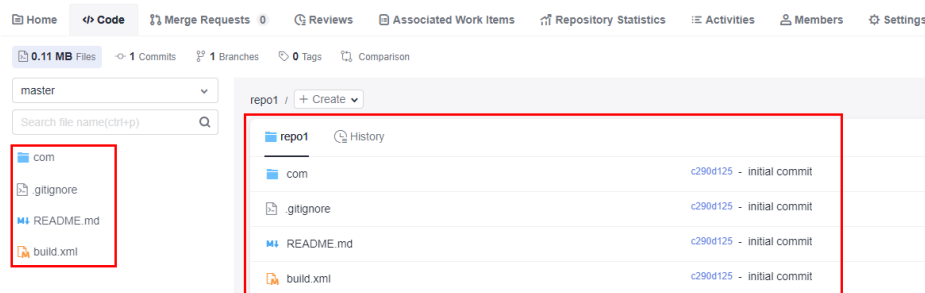 Home Code Merge Requests 0 Reviews Associated Work Items Repository Statistics Activities Members Settings
0.11 MB Files 1 Commits 1 Branches 0 Tags Comparison
master
repo1 / + Create
Search file name(ctrl+p)
repo1 History
com
.gitignore
README.md
build.xml
com c290d125 - initial commit
.gitignore c290d125 - initial commit
M↓ README.md c290d125 - initial commit
build.xml c290d125 - initial commit